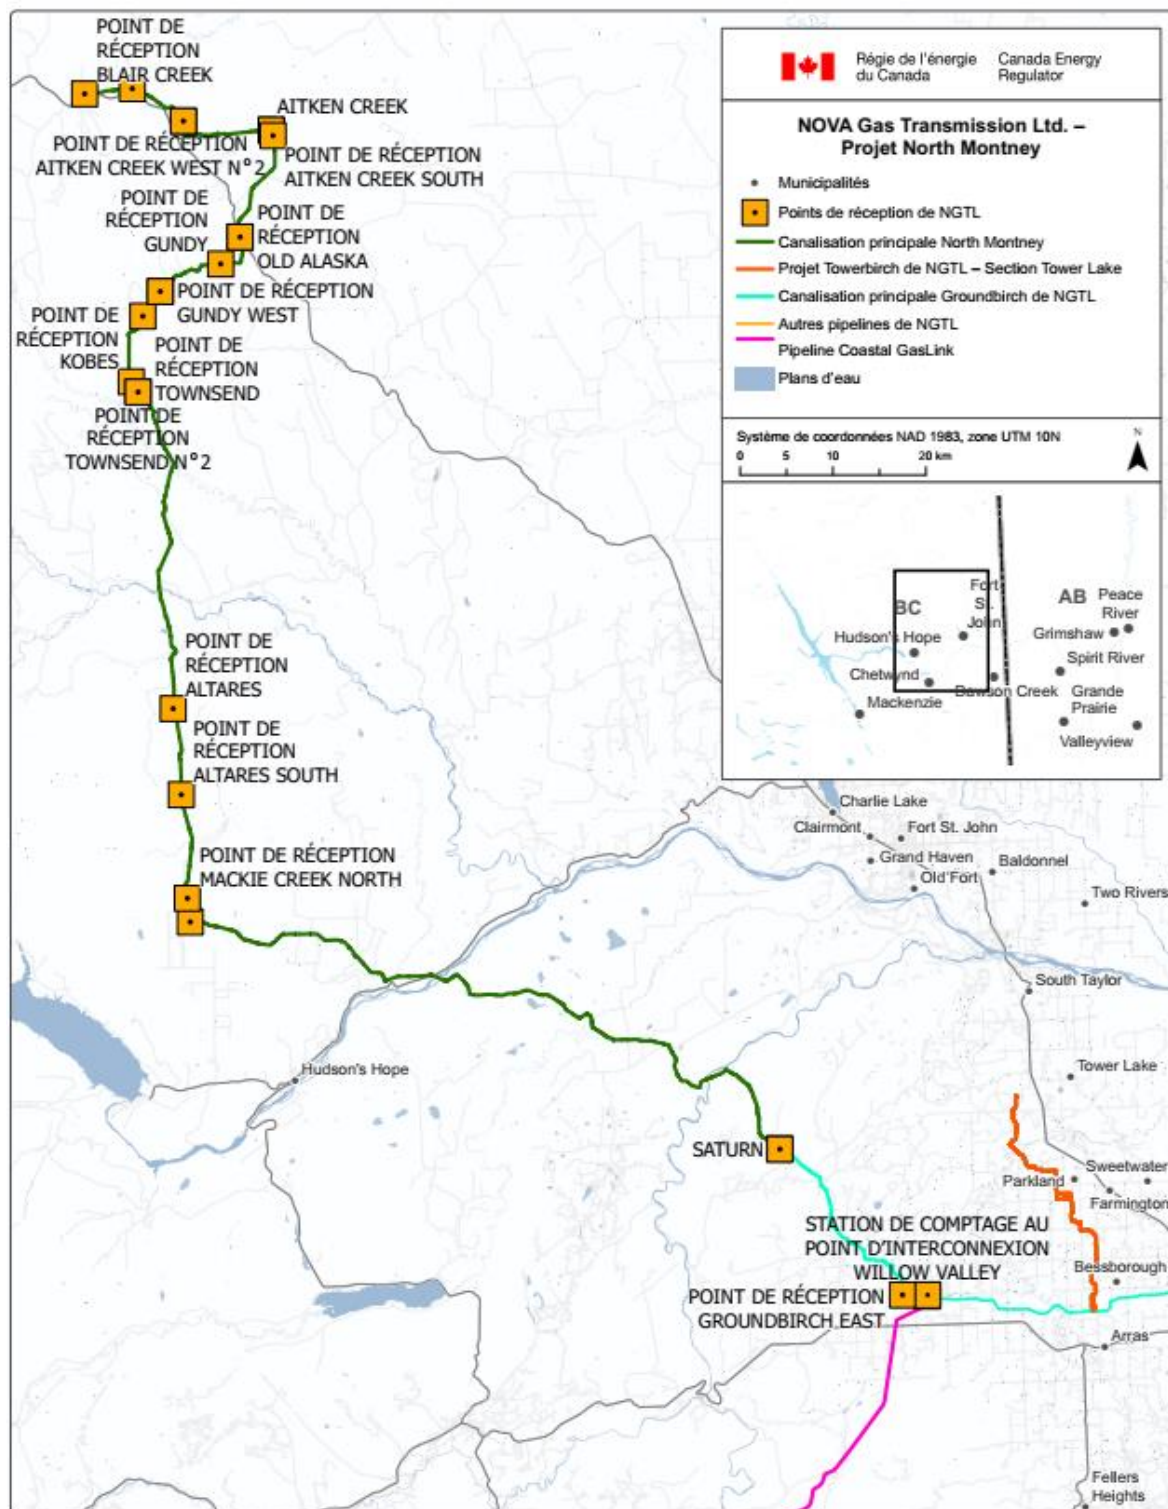 POINT DE
RÉCEPTION
BLAIR CREEK
AITKEN CREEK
POINT DE RÉCEPTION
AITKEN CREEK WEST N°2
POINT DE RÉCEPTION
AITKEN CREEK SOUTH
POINT DE
RÉCEPTION
GUNDY
POINT DE
RÉCEPTION
OLD ALASKA
POINT DE RÉCEPTION
GUNDY WEST
POINT DE
RÉCEPTION
KOBES
POINT DE
RÉCEPTION
TOWNSEND
POINT DE
RÉCEPTION
TOWNSEND N°2
POINT DE
RÉCEPTION
ALTARES
POINT DE
RÉCEPTION
ALTARES SOUTH
POINT DE RÉCEPTION
MACKIE CREEK NORTH
Régie de l'énergie
du Canada
Canada Energy
Regulator
NOVA Gas Transmission Ltd. –
Projet North Montney
Municipalités
Points de réception de NGTL
Canalisation principale North Montney
Projet Towerbirch de NGTL – Section Tower Lake
Canalisation principale Groundbirch de NGTL
Autres pipelines de NGTL
Pipeline Coastal GasLink
Plans d'eau
Système de coordonnées NAD 1983, zone UTM 10N
0 5 10 20 km
N
BC
Fort
St.
John
AB
Peace
River
Grimshaw
Hudson's Hope
Spirit River
Chetwynd
Dawson Creek
Grande
Prairie
Mackenzie
Valleyview
Charlie Lake
Clairmont
Fort St. John
Grand Haven
Baldonnel
Old Fort
Two Rivers
South Taylor
Hudson's Hope
Tower Lake
SATURN
Sweetwater
Parkland
Farmington
STATION DE COMPTAGE AU
POINT D'INTERCONNEXION
WILLOW VALLEY
Bessborough
POINT DE RÉCEPTION
GROUNDBIRCH EAST
Arras
Fellers
Heights